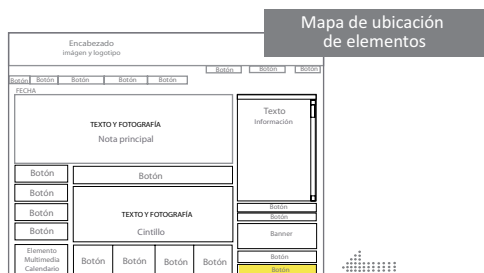 Mapa de ubicación
de elementos
Encabezado
imágen y logotipo
Botón Botón Botón
Botón Botón Botón Botón Botón
FECHA
TEXTO Y FOTOGRAFÍA
Nota principal
Texto
Información
Botón
Botón
Botón
Botón
Botón
TEXTO Y FOTOGRAFÍA
Cintillo
Botón
Botón
Banner
Elemento
Multimedia
Calendario
Botón Botón Botón Botón
Botón
Botón